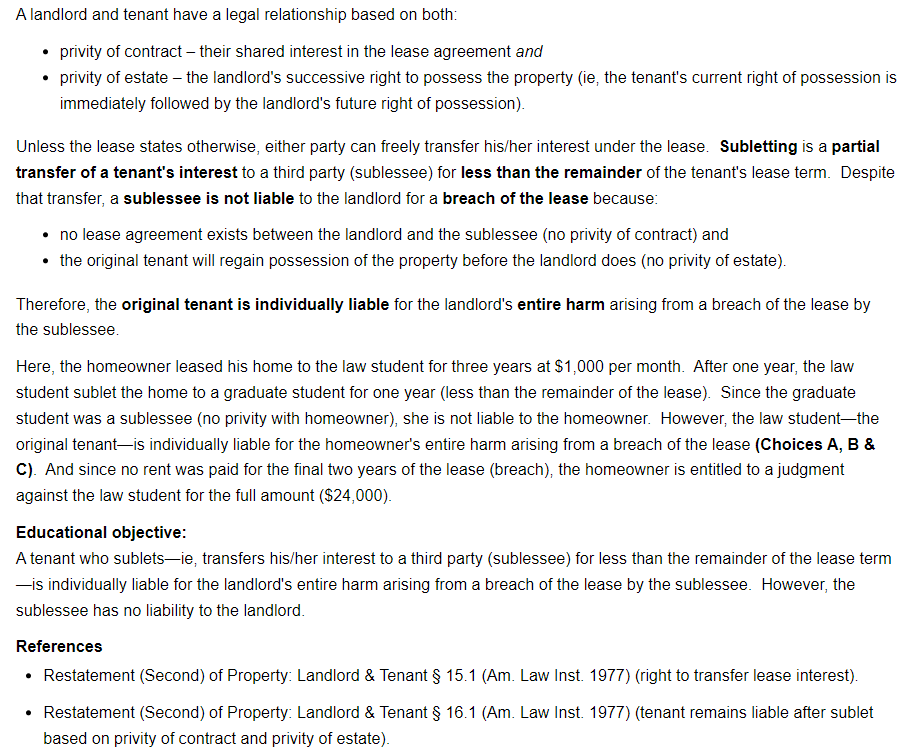 A landlord and tenant have a legal relationship based on both:
• privity of contract – their shared interest in the lease agreement and
• privity of estate – the landlord's successive right to possess the property (ie, the tenant's current right of possession is
immediately followed by the landlord's future right of possession).
Unless the lease states otherwise, either party can freely transfer his/her interest under the lease. Subletting is a partial
transfer of a tenant's interest to a third party (sublessee) for less than the remainder of the tenant's lease term. Despite
that transfer, a sublessee is not liable to the landlord for a breach of the lease because:
• no lease agreement exists between the landlord and the sublessee (no privity of contract) and
• the original tenant will regain possession of the property before the landlord does (no privity of estate).
Therefore, the original tenant is individually liable for the landlord's entire harm arising from a breach of the lease by
the sublessee.
Here, the homeowner leased his home to the law student for three years at $1,000 per month. After one year, the law
student sublet the home to a graduate student for one year (less than the remainder of the lease). Since the graduate
student was a sublessee (no privity with homeowner), she is not liable to the homeowner. However, the law student—the
original tenant—is individually liable for the homeowner's entire harm arising from a breach of the lease (Choices A, B &
C). And since no rent was paid for the final two years of the lease (breach), the homeowner is entitled to a judgment
against the law student for the full amount ($24,000).
Educational objective:
A tenant who sublets—ie, transfers his/her interest to a third party (sublessee) for less than the remainder of the lease term
—is individually liable for the landlord's entire harm arising from a breach of the lease by the sublessee. However, the
sublessee has no liability to the landlord.
References
• Restatement (Second) of Property: Landlord & Tenant § 15.1 (Am. Law Inst. 1977) (right to transfer lease interest).
• Restatement (Second) of Property: Landlord & Tenant § 16.1 (Am. Law Inst. 1977) (tenant remains liable after sublet
based on privity of contract and privity of estate).